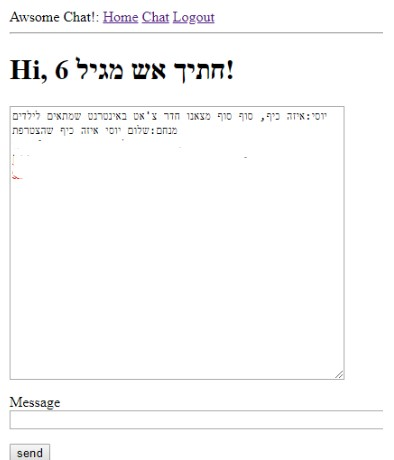 Awsome Chat!: Home Chat Logout
Hi, חתיך אש מגיל 6!
יוסי:איזה כיף, סוף סוף מצאנו חדר צ'אט באינטרנט שמתאים לילדים
מנחם:שלום יוסי איזה כיף שהצטרפת
Message
send